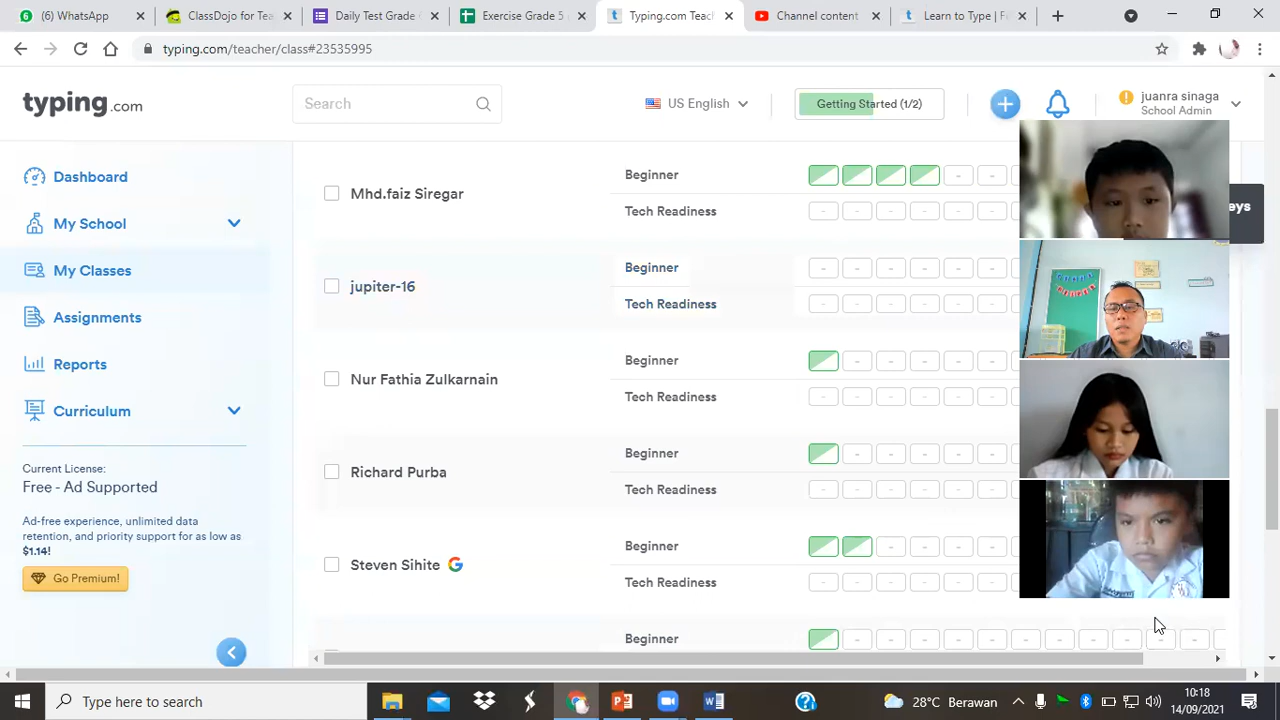 (6) WhatsApp
ClassDojo for Tea
Daily Test Grade
Exercise Grade 5
Typing.com Teac
Channel content
Learn to Type | F
typing.com/teacher/class#23535995
typing.com
Search
US English
Getting Started (1/2)
juanra sinaga
School Admin
Dashboard
My School
My Classes
Assignments
Reports
Curriculum
Current License:
Free - Ad Supported
Ad-free experience, unlimited data
retention, and priority support for as low as
$1.14!
Go Premium!
Mhd.faiz Siregar
Beginner
Tech Readiness
eys
jupiter-16
Beginner
Tech Readiness
Nur Fathia Zulkarnain
Beginner
Tech Readiness
Richard Purba
Beginner
Tech Readiness
Steven Sihite
Beginner
Tech Readiness
Beginner
Type here to search
28°C Berawan
10:18
14/09/2021